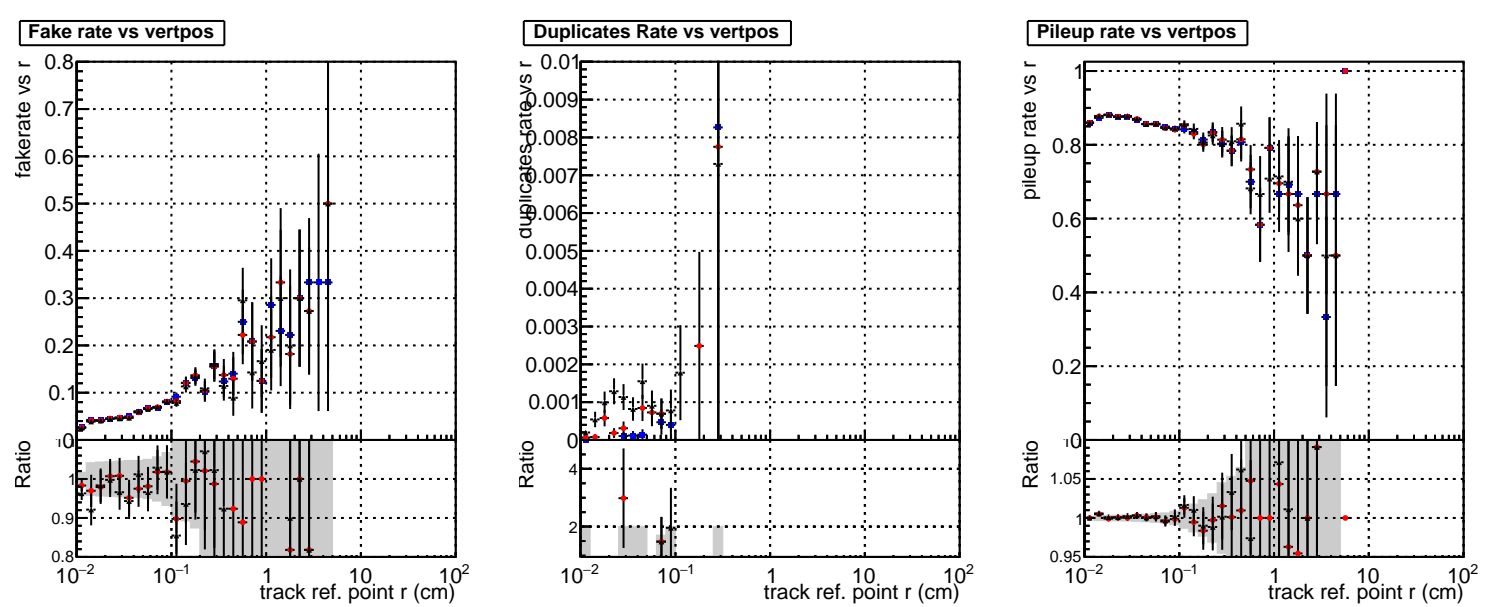 Fake rate vs vertpos
fakerate vs r
0.8
0.7
0.6
0.5
0.4
0.3
0.2
0.1
0
Ratio
1
0.9
0.8
10−2 10−1 1 10 102
track ref. point r (cm)
Duplicates Rate vs vertpos
duplicates rate vs r
0.01
0.009
0.008
0.007
0.006
0.005
0.004
0.003
0.002
0.001
0
Ratio
4
2
10−2 10−1 1 10 102
track ref. point r (cm)
Pileup rate vs vertpos
pileup rate vs r
1
0.8
0.6
0.4
0.2
0
Ratio
1.05
1
0.95
10−2 10−1 1 10 102
track ref. point r (cm)